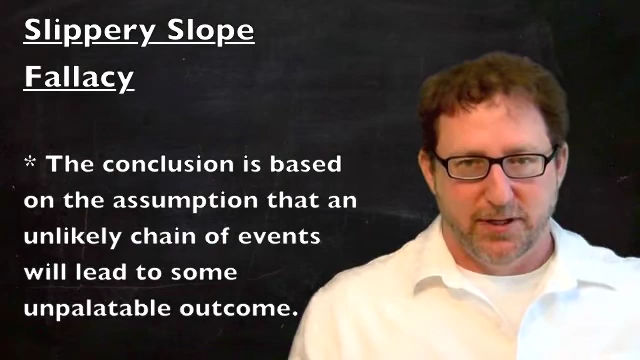 Slippery Slope
Fallacy
* The conclusion is based
on the assumption that an
unlikely chain of events
will lead to some
unpalatable outcome.